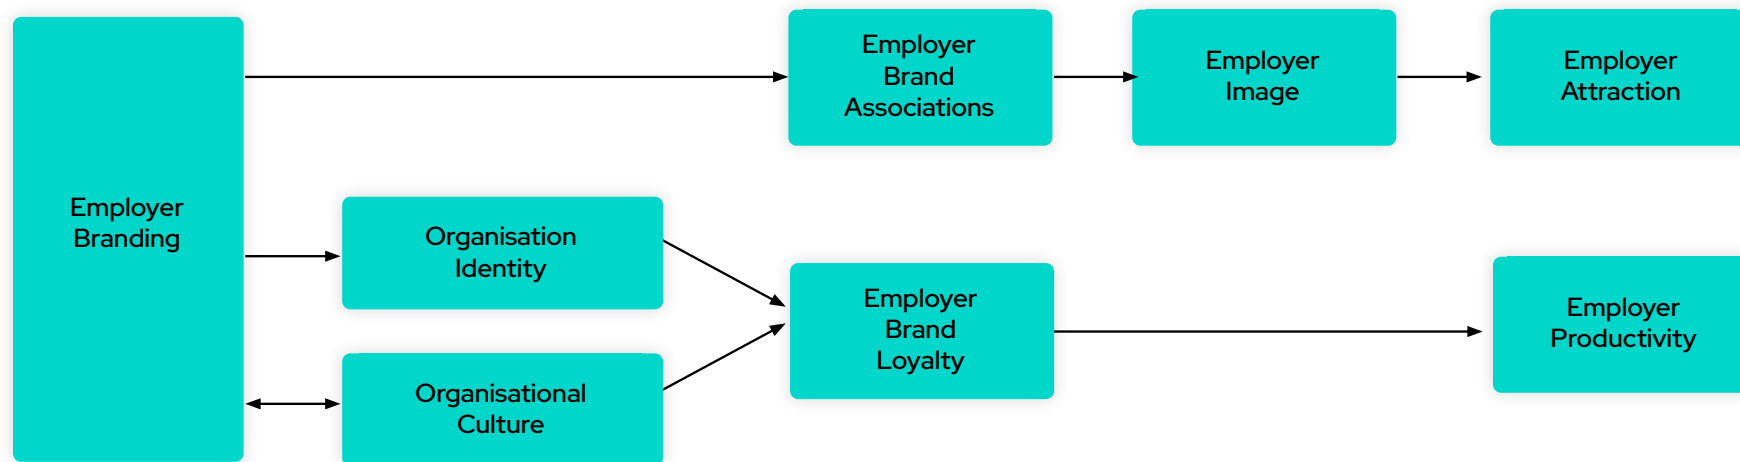 Employer
Branding
Employer
Brand
Associations
Employer
Image
Employer
Attraction
Organisation
Identity
Organisational
Culture
Employer
Brand
Loyalty
Employer
Productivity